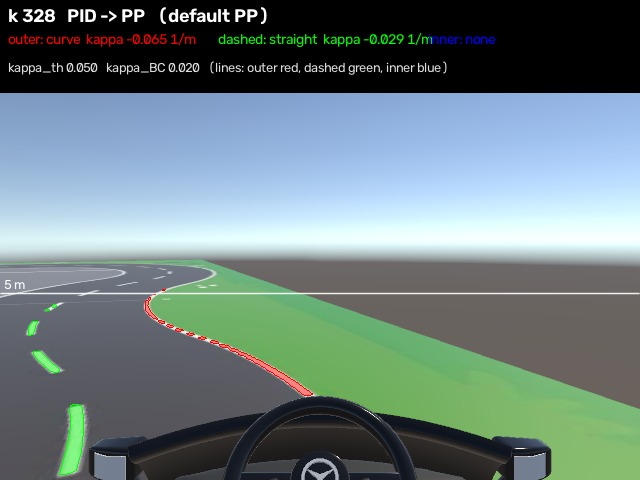 k 328   PID -> PP   (default PP)
outer: curve  kappa -0.065 1/m   dashed: straight  kappa -0.029 1/m   inner: none
kappa_th 0.050   kappa_BC 0.020   (lines: outer red, dashed green, inner blue)
5 m